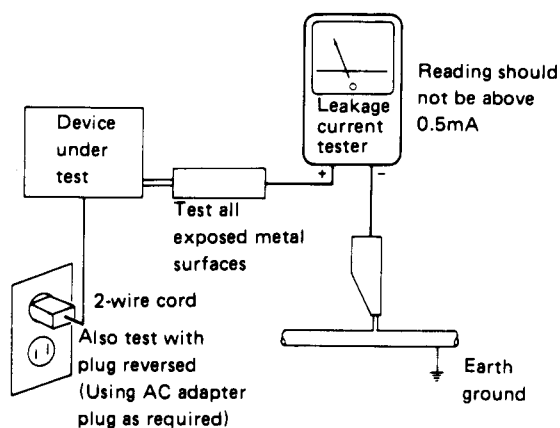 Device
under
test
Leakage
current
tester
+ −
Reading should
not be above
0.5mA
Test all
exposed metal
surfaces
2-wire cord
Also test with
plug reversed
(Using AC adapter
plug as required)
Earth
ground